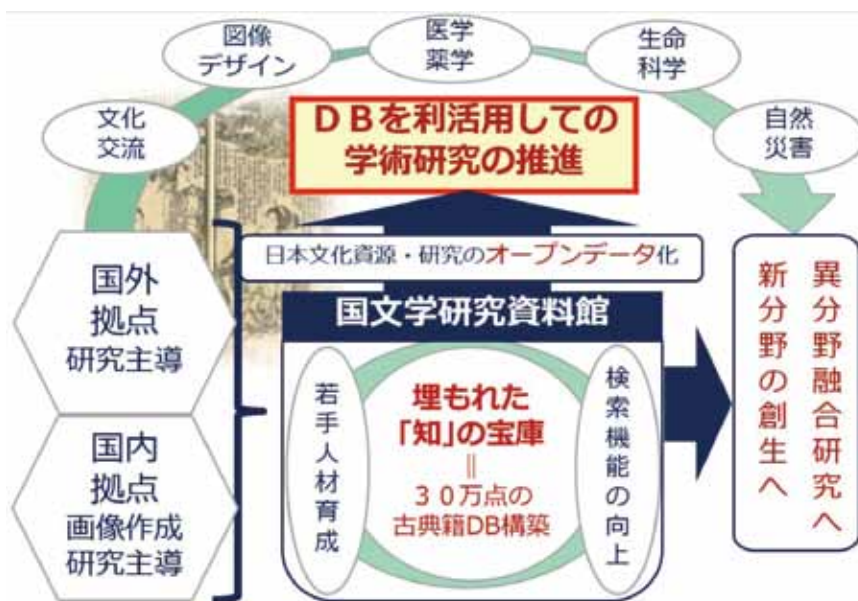 図像
デザイン
医学
薬学
生命
科学
文化
交流
自然
災害
ＤＢを利活用しての
学術研究の推進
日本文化資源・研究のオープンデータ化
国外
拠点
研究主導
国内
拠点
画像作成
研究主導
国文学研究資料館
若手人材育成
埋もれた
「知」の宝庫
＝
３０万点の
古典籍DB構築
検索機能の向上
異分野融合研究へ
新分野の創生へ